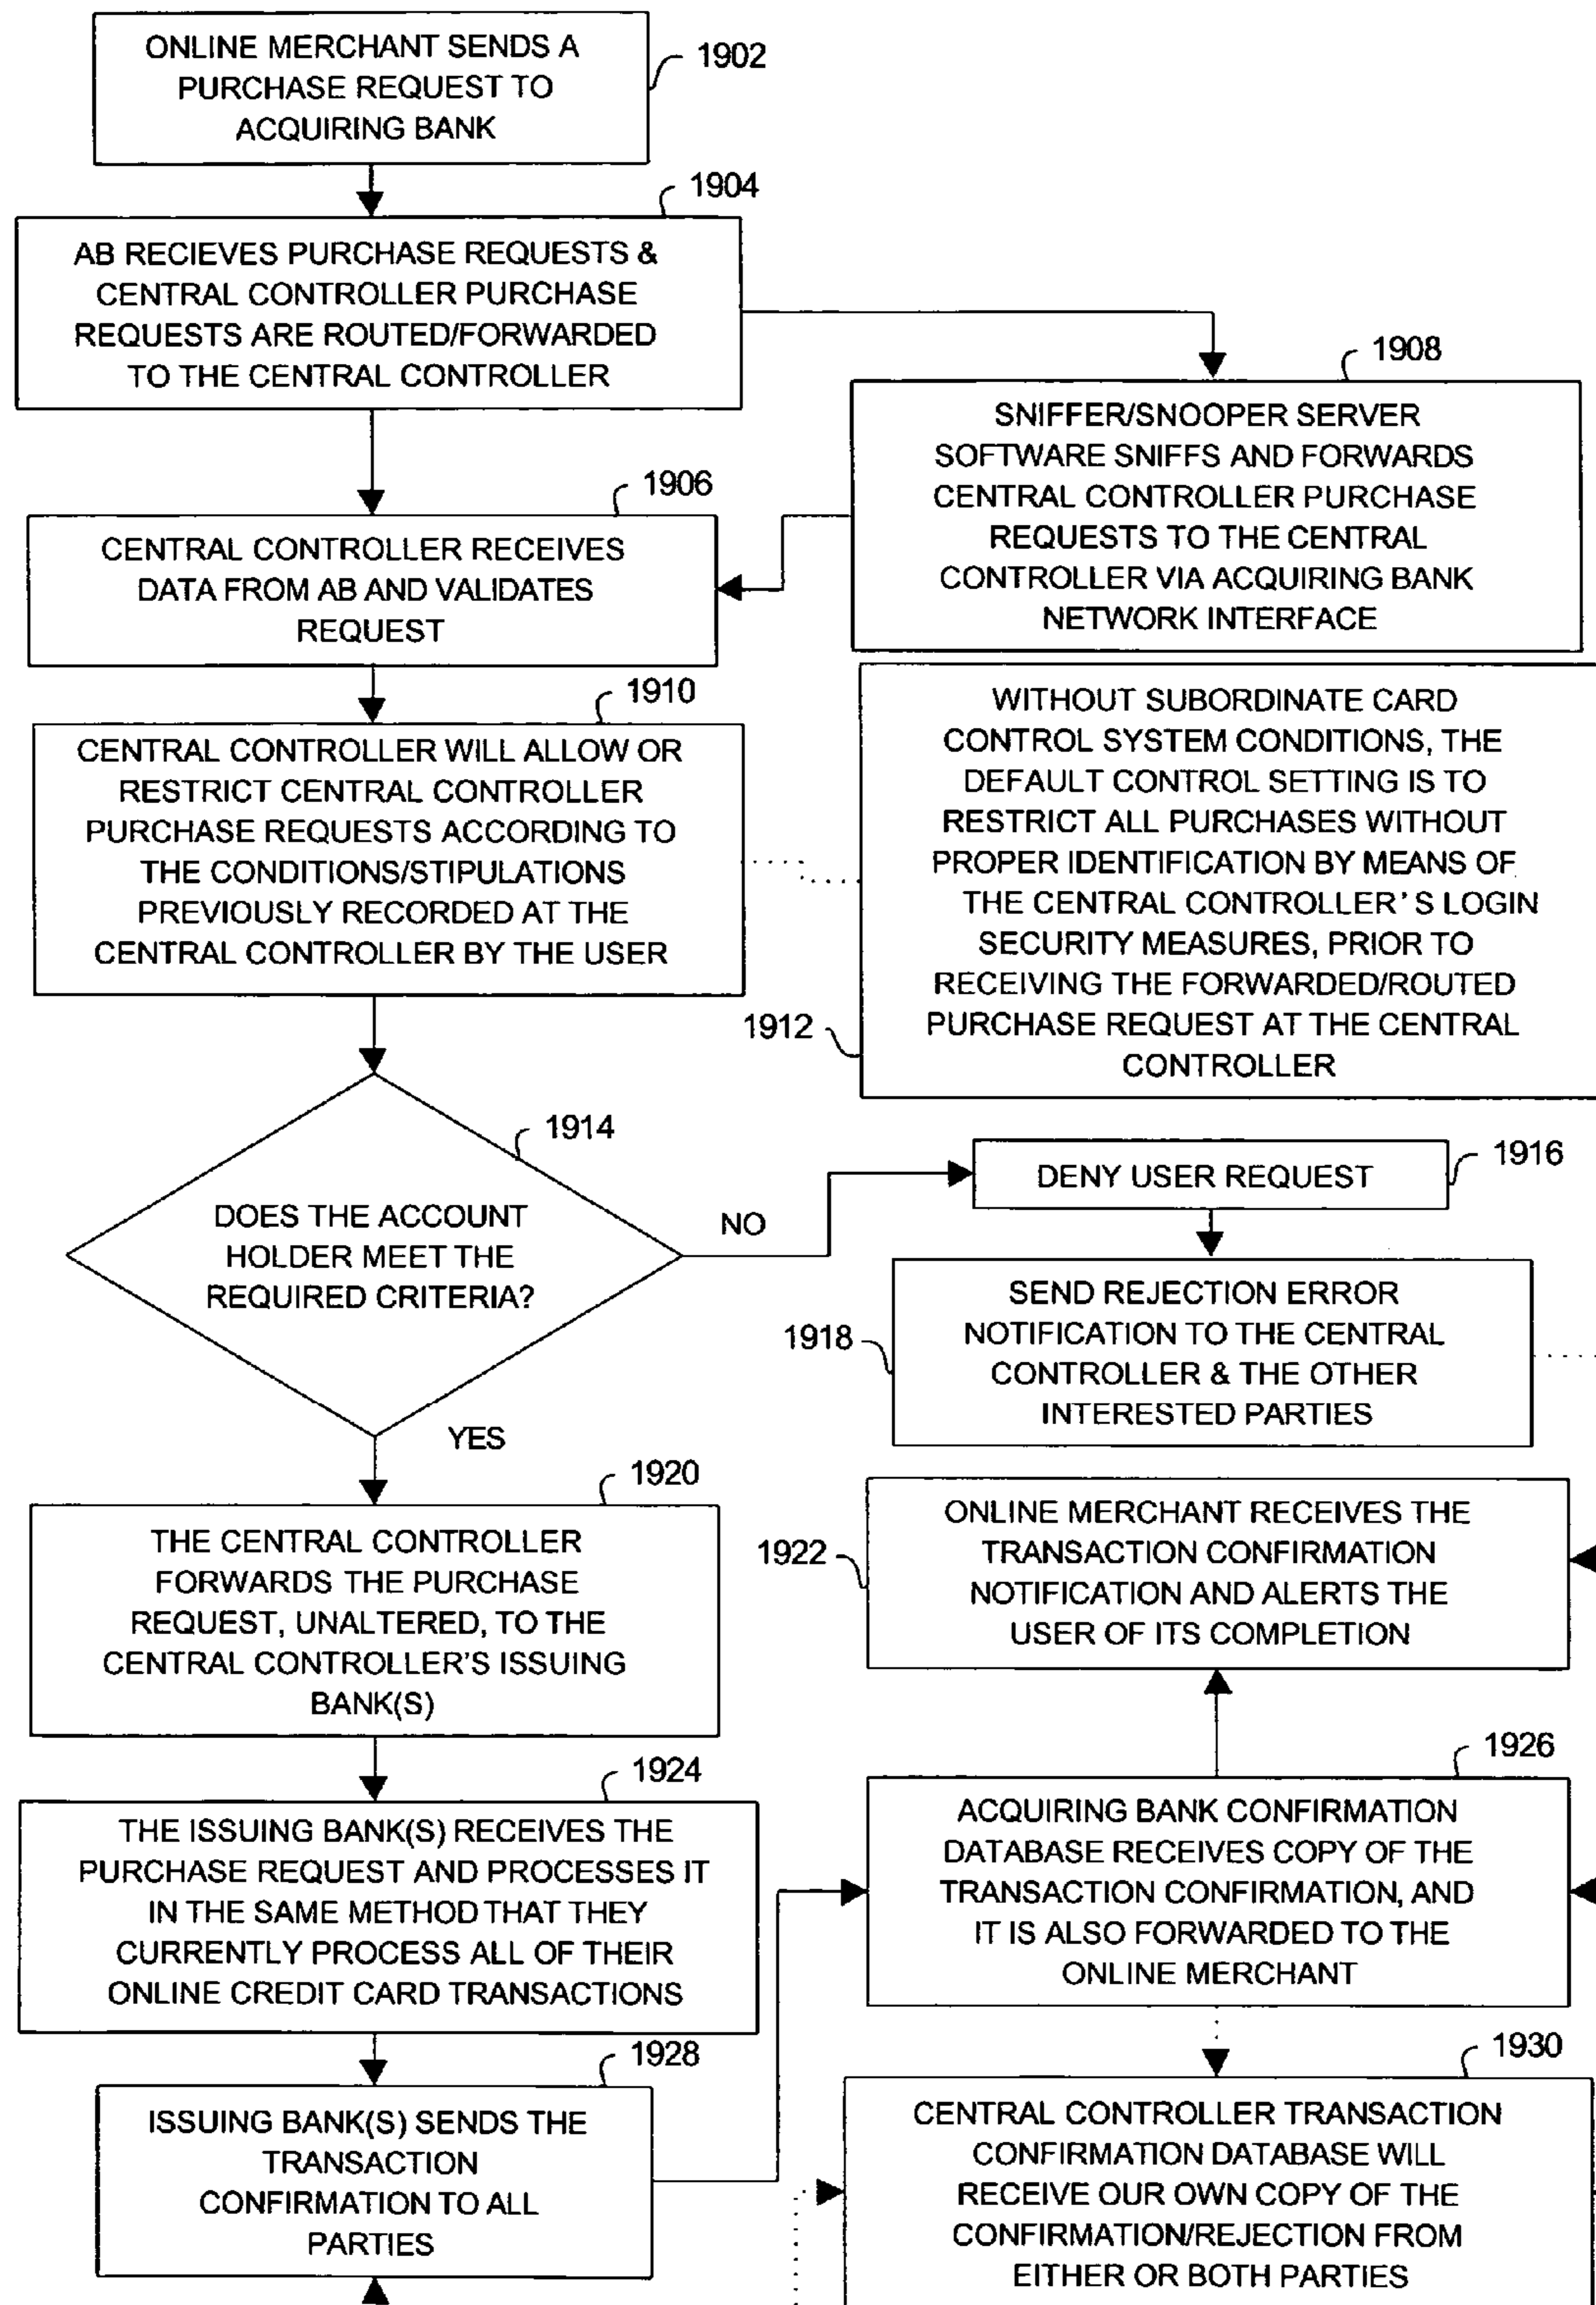 ONLINE MERCHANT SENDS A
PURCHASE REQUEST TO
ACQUIRING BANK
1902
1904
AB RECIEVES PURCHASE REQUESTS &
CENTRAL CONTROLLER PURCHASE
REQUESTS ARE ROUTED/FORWARDED
TO THE CENTRAL CONTROLLER
1908
SNIFFER/SNOOPER SERVER
SOFTWARE SNIFFS AND FORWARDS
CENTRAL CONTROLLER PURCHASE
REQUESTS TO THE CENTRAL
CONTROLLER VIA ACQUIRING BANK
NETWORK INTERFACE
1906
CENTRAL CONTROLLER RECEIVES
DATA FROM AB AND VALIDATES
REQUEST
1910
CENTRAL CONTROLLER WILL ALLOW OR
RESTRICT CENTRAL CONTROLLER
PURCHASE REQUESTS ACCORDING TO
THE CONDITIONS/STIPULATIONS
PREVIOUSLY RECORDED AT THE
CENTRAL CONTROLLER BY THE USER
WITHOUT SUBORDINATE CARD
CONTROL SYSTEM CONDITIONS, THE
DEFAULT CONTROL SETTING IS TO
RESTRICT ALL PURCHASES WITHOUT
PROPER IDENTIFICATION BY MEANS OF
THE CENTRAL CONTROLLER'S LOGIN
SECURITY MEASURES, PRIOR TO
RECEIVING THE FORWARDED/ROUTED
PURCHASE REQUEST AT THE CENTRAL
CONTROLLER
1912
1914
DOES THE ACCOUNT
HOLDER MEET THE
REQUIRED CRITERIA?
NO
YES
DENY USER REQUEST
1916
SEND REJECTION ERROR
NOTIFICATION TO THE CENTRAL
CONTROLLER & THE OTHER
INTERESTED PARTIES
1918
1920
THE CENTRAL CONTROLLER
FORWARDS THE PURCHASE
REQUEST, UNALTERED, TO THE
CENTRAL CONTROLLER'S ISSUING
BANK(S)
ONLINE MERCHANT RECEIVES THE
TRANSACTION CONFIRMATION
NOTIFICATION AND ALERTS THE
USER OF ITS COMPLETION
1922
1924
THE ISSUING BANK(S) RECEIVES THE
PURCHASE REQUEST AND PROCESSES IT
IN THE SAME METHOD THAT THEY
CURRENTLY PROCESS ALL OF THEIR
ONLINE CREDIT CARD TRANSACTIONS
1926
ACQUIRING BANK CONFIRMATION
DATABASE RECEIVES COPY OF THE
TRANSACTION CONFIRMATION, AND
IT IS ALSO FORWARDED TO THE
ONLINE MERCHANT
1928
ISSUING BANK(S) SENDS THE
TRANSACTION
CONFIRMATION TO ALL
PARTIES
1930
CENTRAL CONTROLLER TRANSACTION
CONFIRMATION DATABASE WILL
RECEIVE OUR OWN COPY OF THE
CONFIRMATION/REJECTION FROM
EITHER OR BOTH PARTIES